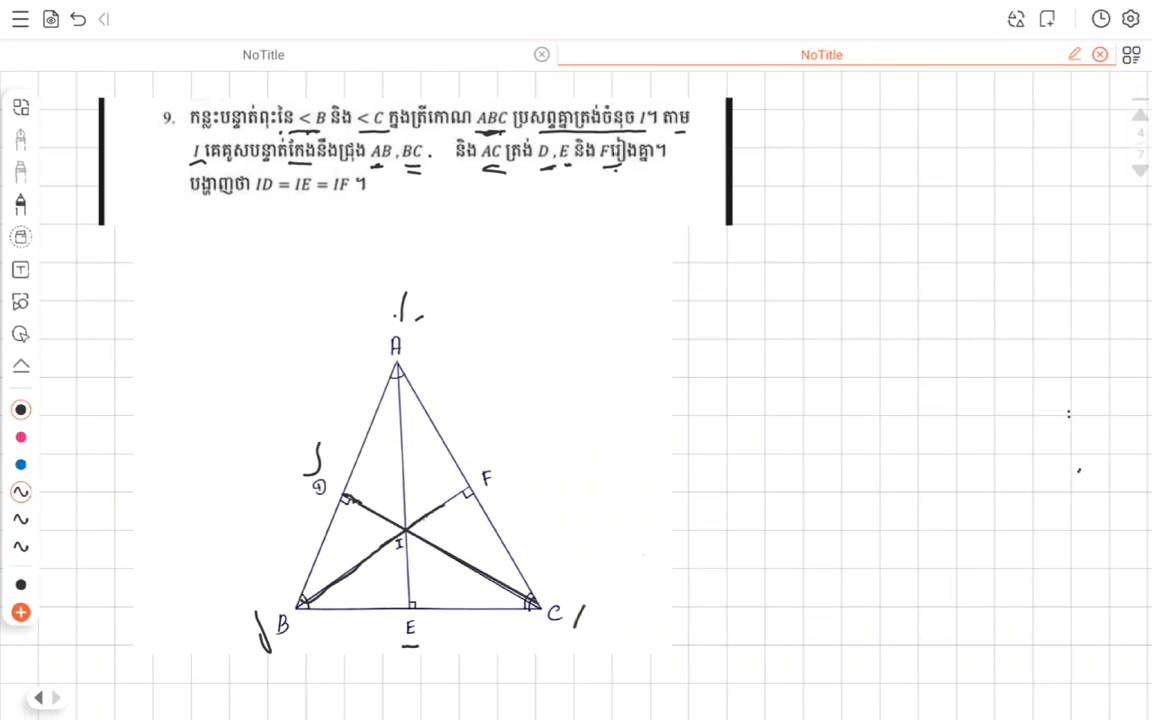 NoTitle
NoTitle
9. កន្លះបន្ទាត់ពុះនៃ < B និង < C ក្នុងត្រីកោណ ABC ប្រសព្វគ្នាត្រង់ចំនុច I។ តាម
I គេគូសបន្ទាត់កែងនឹងជ្រុង AB , BC . និង AC ត្រង់ D , E និង F រៀងគ្នា។
បង្ហាញថា ID = IE = IF ។
4
7
A
F
D
I
B
C
E